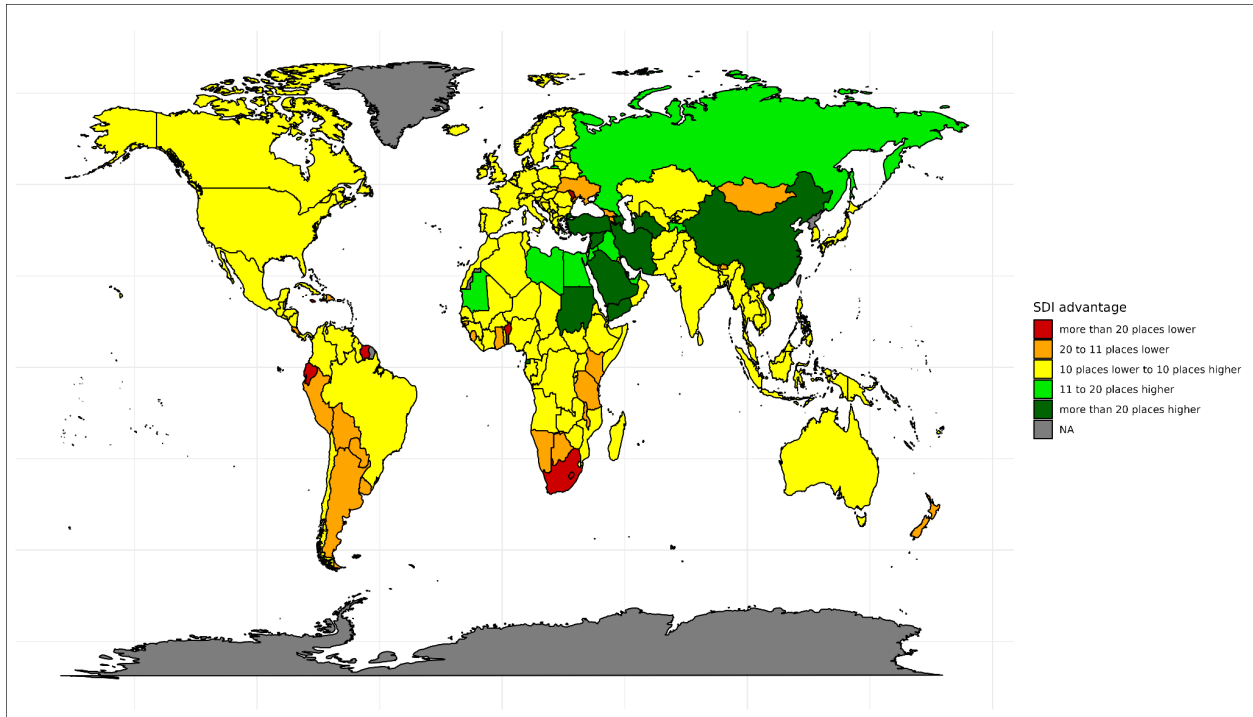 SDI advantage
more than 20 places lower
20 to 11 places lower
10 places lower to 10 places higher
11 to 20 places higher
more than 20 places higher
NA